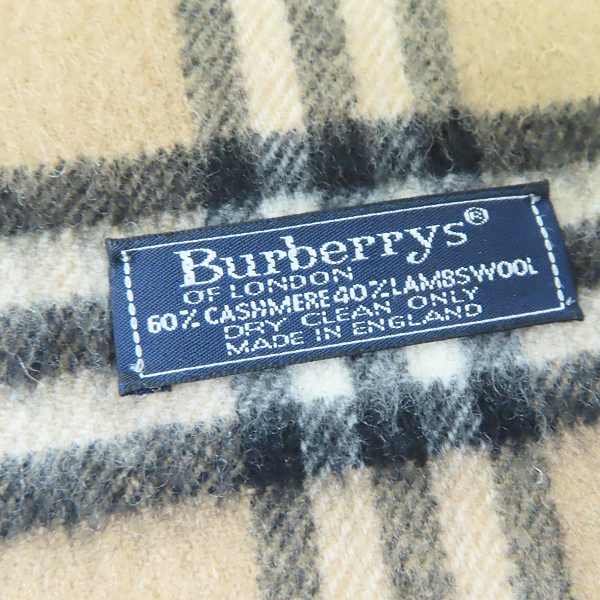 Burberrys®
OF LONDON
60% CASHMERE 40% LAMBSWOOL
DRY CLEAN ONLY
MADE IN ENGLAND